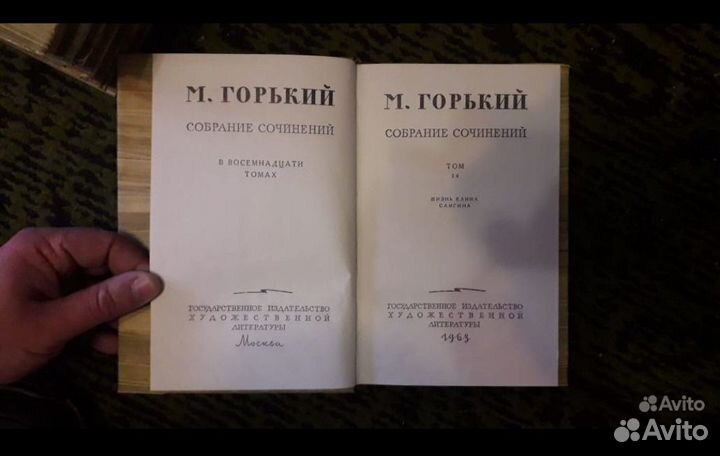 М. ГОРЬКИЙ
СОБРАНИЕ СОЧИНЕНИЙ
В ВОСЕМНАДЦАТИ
ТОМАХ
ГОСУДАРСТВЕННОЕ ИЗДАТЕЛЬСТВО
ХУДОЖЕСТВЕННОЙ
ЛИТЕРАТУРЫ
Москва
М. ГОРЬКИЙ
СОБРАНИЕ СОЧИНЕНИЙ
ТОМ
14
ЖИЗНЬ КЛИМА
САМГИНА
ГОСУДАРСТВЕННОЕ ИЗДАТЕЛЬСТВО
ХУДОЖЕСТВЕННОЙ
ЛИТЕРАТУРЫ
1963
Avito
Avito